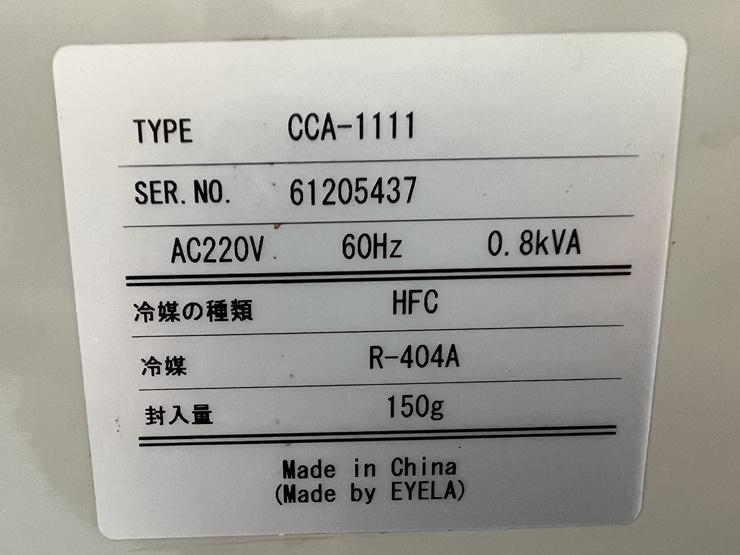 TYPE CCA-1111
SER.NO. 61205437
AC220V 60Hz 0.8kVA
冷媒の種類 HFC
冷媒 R-404A
封入量 150g
Made in China
(Made by EYELA)